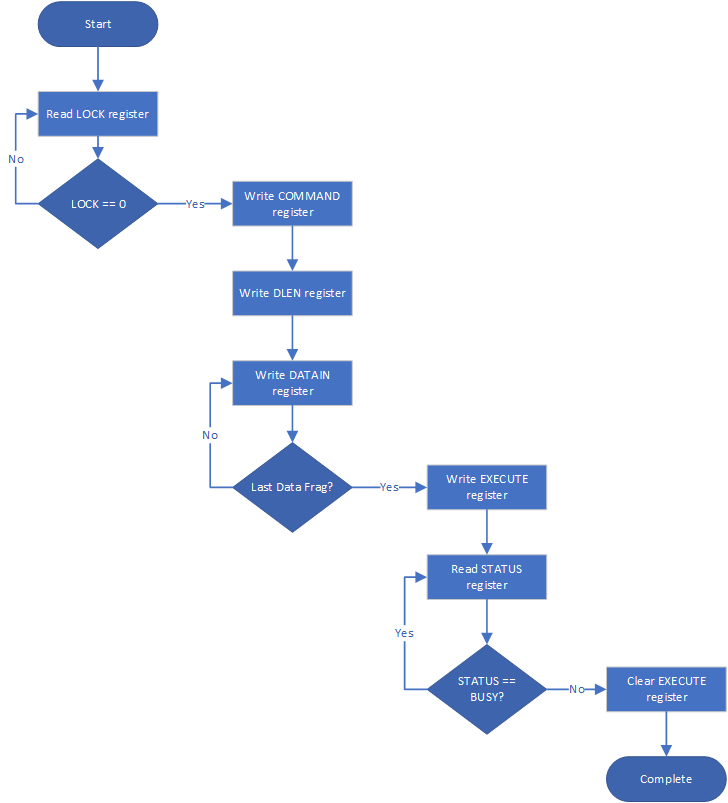 Start
Read LOCK register
No
LOCK == 0
Yes
Write COMMAND
register
Write DLEN register
Write DATAIN
register
No
Last Data Frag?
Yes
Write EXECUTE
register
Read STATUS
register
Yes
STATUS ==
BUSY?
No
Clear EXECUTE
register
Complete